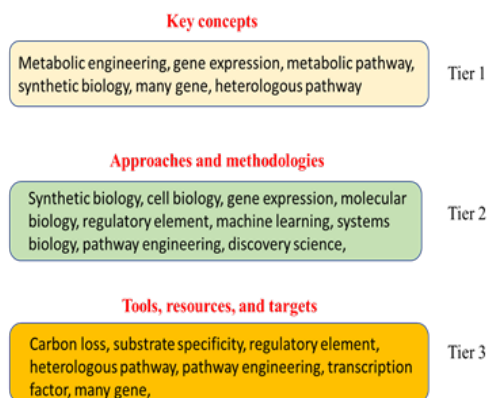 Key concepts
Metabolic engineering, gene expression, metabolic pathway,
synthetic biology, many gene, heterologous pathway
Tier 1
Approaches and methodologies
Synthetic biology, cell biology, gene expression, molecular
biology, regulatory element, machine learning, systems
biology, pathway engineering, discovery science,
Tier 2
Tools, resources, and targets
Carbon loss, substrate specificity, regulatory element,
heterologous pathway, pathway engineering, transcription
factor, many gene,
Tier 3